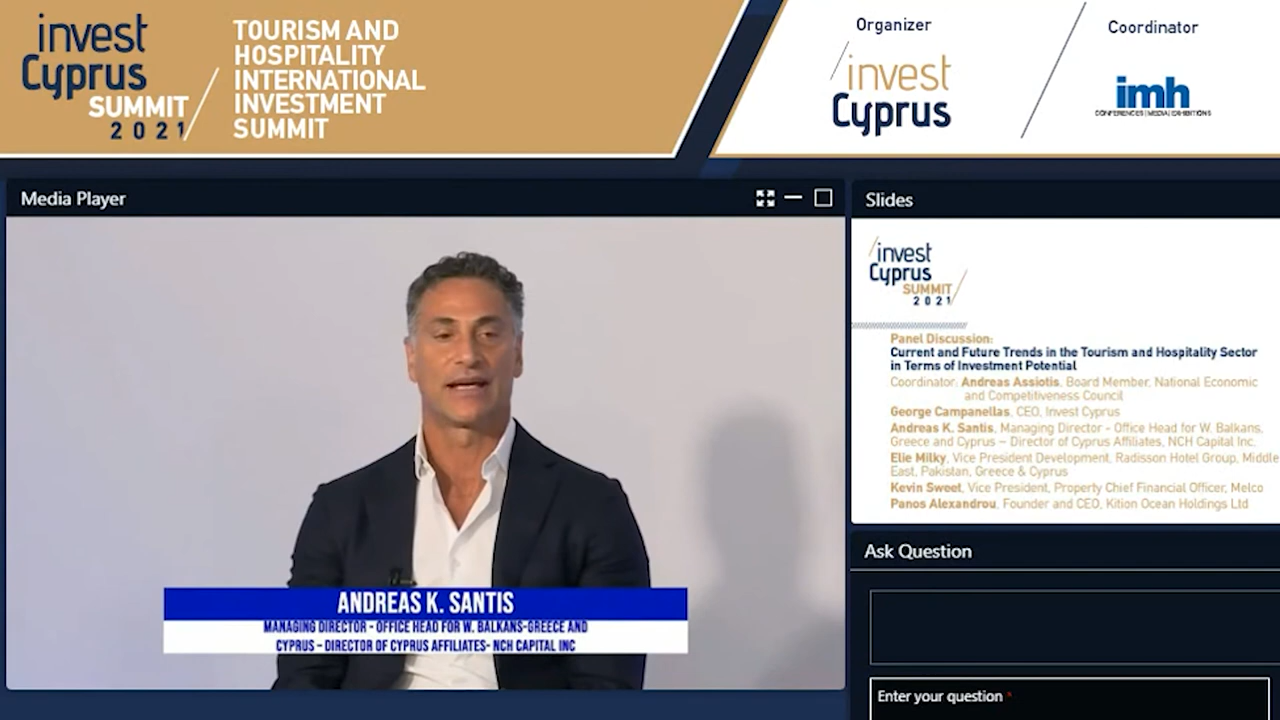 invest
Cyprus
SUMMIT
2021
TOURISM AND
HOSPITALITY
INTERNATIONAL
INVESTMENT
SUMMIT
Organizer
invest
Cyprus
Coordinator
imh
CONFERENCES | MEDIA | EXHIBITIONS
Media Player
ANDREAS K. SANTIS
MANAGING DIRECTOR - OFFICE HEAD FOR W. BALKANS-GREECE AND
CYPRUS – DIRECTOR OF CYPRUS AFFILIATES- NCH CAPITAL INC
Slides
invest
Cyprus
SUMMIT
2021
Panel Discussion:
Current and Future Trends in the Tourism and Hospitality Sector
in Terms of Investment Potential
Coordinator: Andreas Assiotis, Board Member, National Economic
and Competitiveness Council
George Campanellas, CEO, Invest Cyprus
Andreas K. Santis, Managing Director - Office Head for W. Balkans,
Greece and Cyprus – Director of Cyprus Affiliates, NCH Capital Inc.
Elie Milky, Vice President Development, Radisson Hotel Group, Middle
East, Pakistan, Greece & Cyprus
Kevin Sweet, Vice President, Property Chief Financial Officer, Melco
Panos Alexandrou, Founder and CEO, Kition Ocean Holdings Ltd
Ask Question
Enter your question *